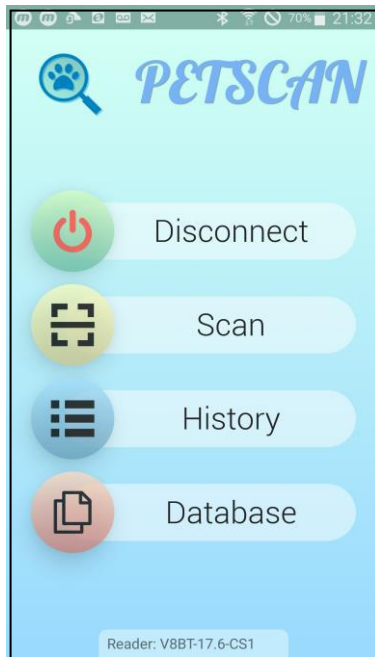 70% 21:32
PETSCAN
Disconnect
Scan
History
Database
Reader: V8BT-17.6-CS1